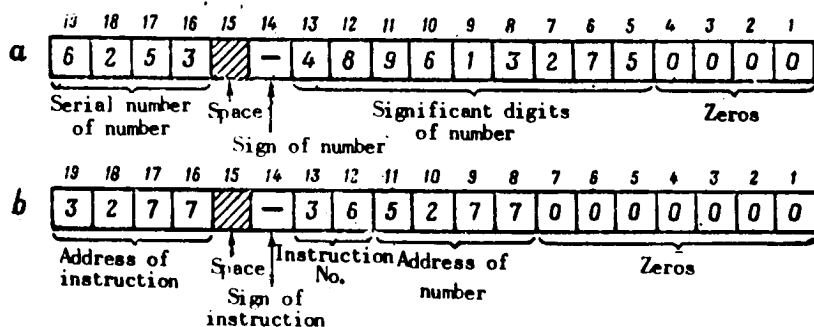 19 18 17 16 15 14 13 12 11 10 9 8 7 6 5 4 3 2 1
a 6 2 5 3 – 4 8 9 6 1 3 2 7 5 0 0 0 0
Serial number of number
Space
Sign of number
Significant digits of number
Zeros
19 18 17 16 15 14 13 12 11 10 9 8 7 6 5 4 3 2 1
b 3 2 7 7 – 3 6 5 2 7 7 0 0 0 0 0 0 0
Address of instruction
Space
Sign of instruction
Instruction No.
Address of number
Zeros